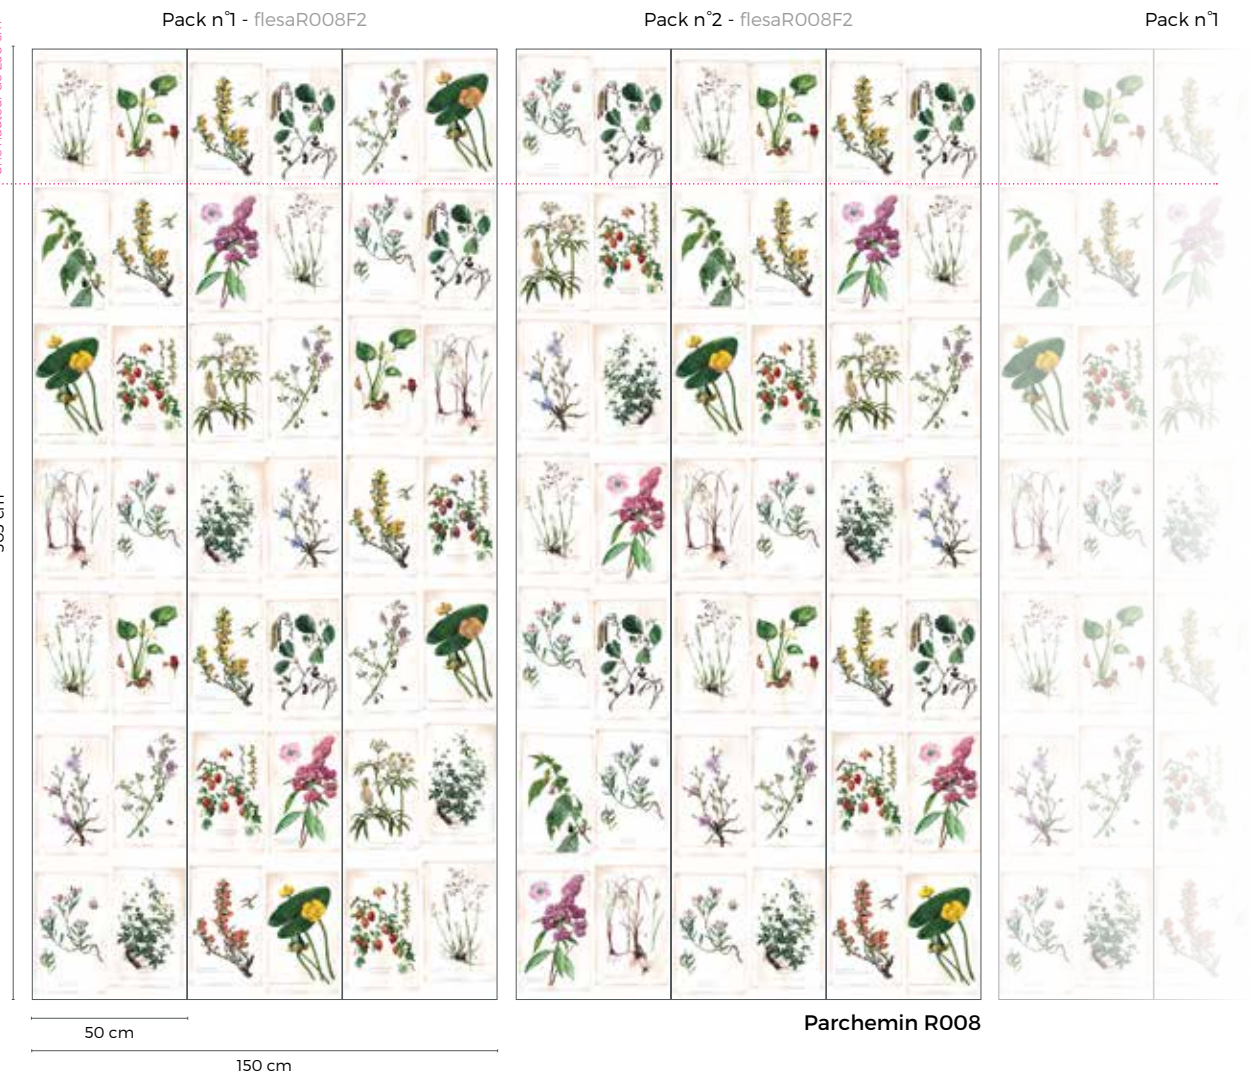 Pack n°1 - flesaR008F2
Pack n°2 - flesaR008F2
Pack n°1
Parchemin R008
50 cm
150 cm